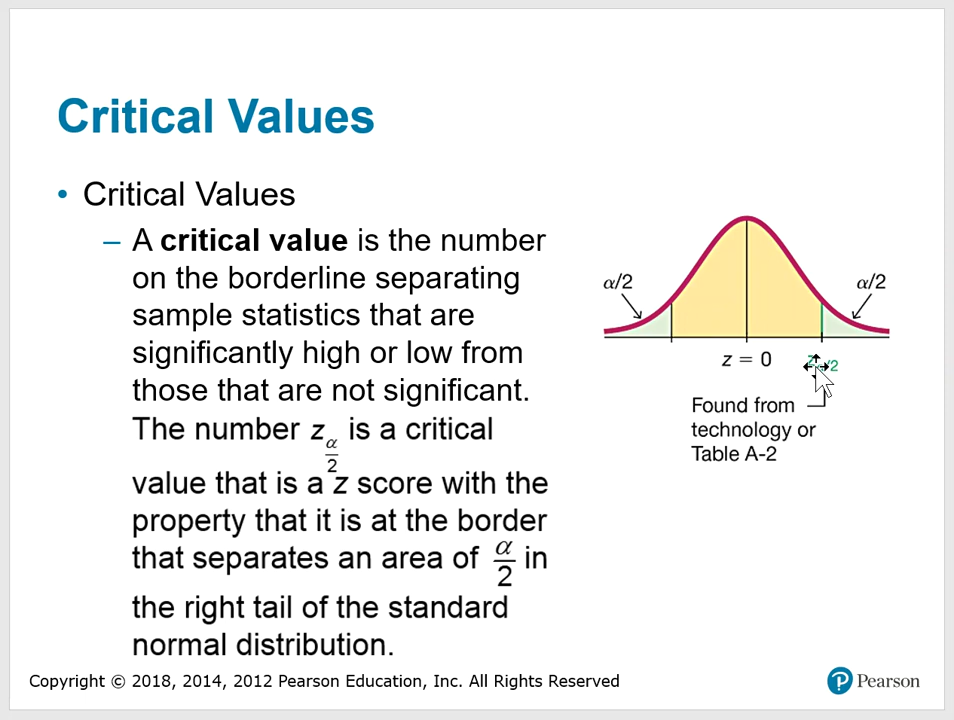 Critical Values
• Critical Values
– A critical value is the number
on the borderline separating
sample statistics that are
significantly high or low from
those that are not significant.
The number z α/2 is a critical
value that is a z score with the
property that it is at the border
that separates an area of α/2 in
the right tail of the standard
normal distribution.
α/2
α/2
z = 0
Found from
technology or
Table A-2
Copyright © 2018, 2014, 2012 Pearson Education, Inc. All Rights Reserved
P Pearson